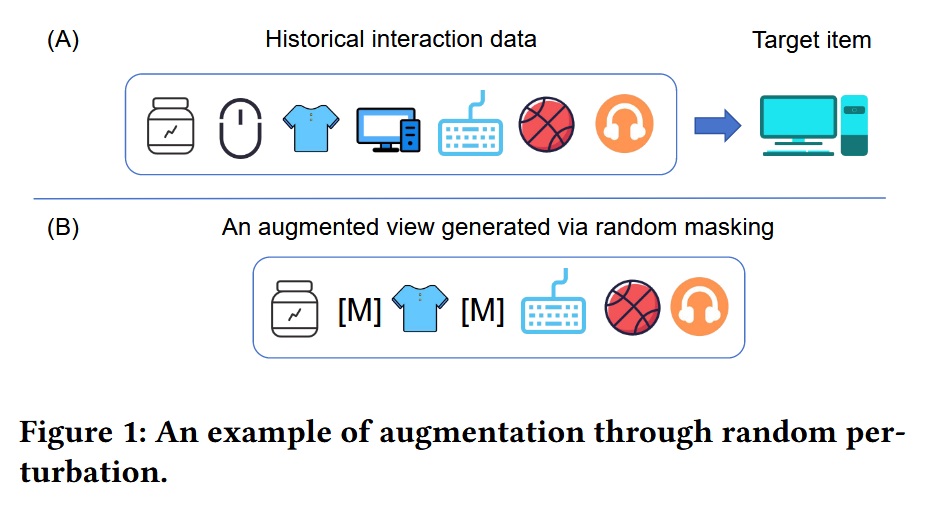 (A) Historical interaction data Target item
(B) An augmented view generated via random masking
[M] [M]
Figure 1: An example of augmentation through random per-
turbation.